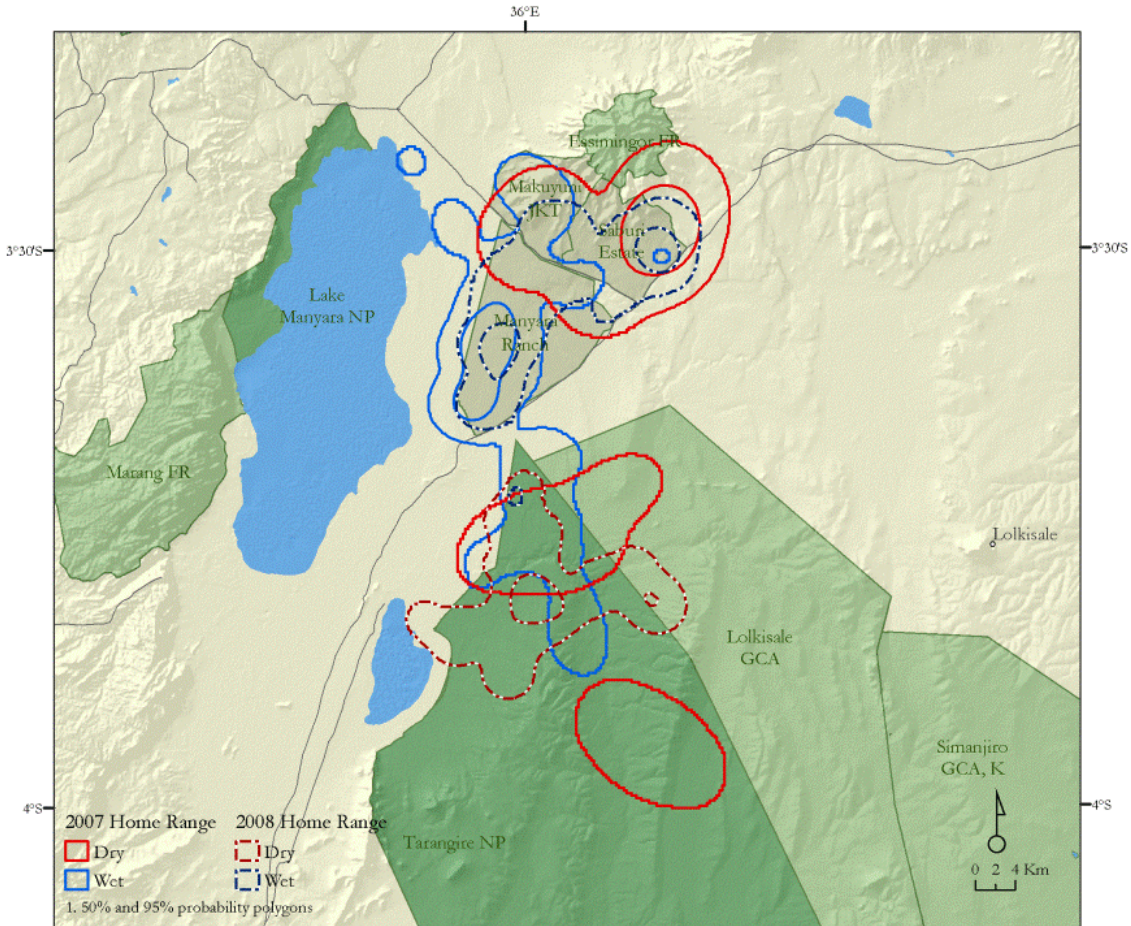 36°E
Essimingor FR
Makuyuni
JKT
Sabun
Estate
3°30'S
3°30'S
Lake
Manyara NP
Manyara
Ranch
Marang FR
Lolkisale
Lolkisale
GCA
Simanjiro
GCA, K
4°S
4°S
2007 Home Range
2008 Home Range
Dry
Dry
Wet
Wet
Tarangire NP
0 2 4 Km
1. 50% and 95% probability polygons